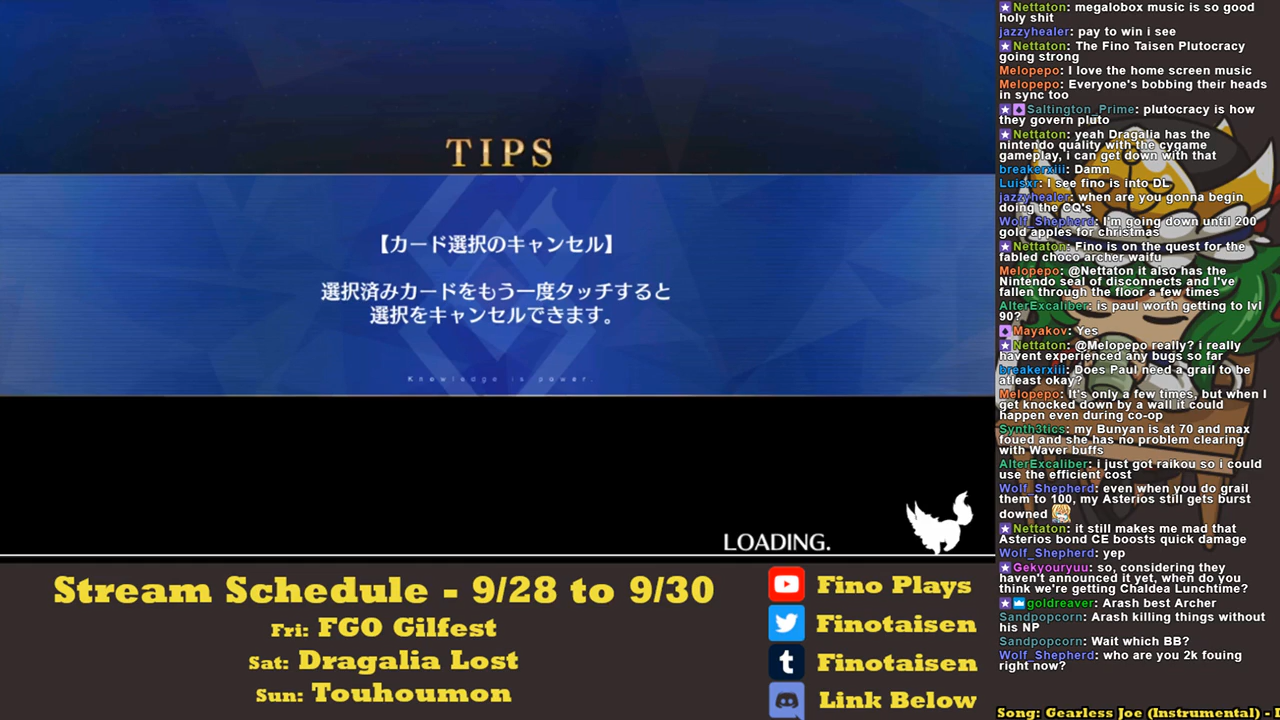 TIPS
【カード選択のキャンセル】
選択済みカードをもう一度タッチすると
選択をキャンセルできます。
Knowledge is power.
LOADING.
Stream Schedule - 9/28 to 9/30
Fri: FGO Gilfest
Sat: Dragalia Lost
Sun: Touhoumon
Fino Plays
Finotaisen
Finotaisen
Link Below
Nettaton: megalobox music is so good
holy shit
jazzyhealer: pay to win i see
Nettaton: The Fino Taisen Plutocracy
going strong
Melopepo: I love the home screen music
Melopepo: Everyone's bobbing their heads
in sync too
Saltington_Prime: plutocracy is how
they govern pluto
Nettaton: yeah Dragalia has the
nintendo quality with the cygame
gameplay, i can get down with that
breakerxiii: Damn
Luisxr: I see fino is into DL
jazzyhealer: when are you gonna begin
doing the CQ's
Wolf_Shepherd: I'm going down until 200
gold apples for christmas
Nettaton: Fino is on the quest for the
fabled choco archer waifu
Melopepo: @Nettaton it also has the
Nintendo seal of disconnects and I've
fallen through the floor a few times
AlterExcaliber: is paul worth getting to lvl
90?
Mayakov: Yes
Nettaton: @Melopepo really? i really
havent experienced any bugs so far
breakerxiii: Does Paul need a grail to be
atleast okay?
Melopepo: It's only a few times, but when I
get knocked down by a wall it could
happen even during co-op
Synth3tics: my Bunyan is at 70 and max
foued and she has no problem clearing
with Waver buffs
AlterExcaliber: i just got raikou so i could
use the efficient cost
Wolf_Shepherd: even when you do grail
them to 100, my Asterios still gets burst
downed
Nettaton: it still makes me mad that
Asterios bond CE boosts quick damage
Wolf_Shepherd: yep
Gekyouryuu: so, considering they
haven't announced it yet, when do you
think we're getting Chaldea Lunchtime?
goldreaver: Arash best Archer
Sandpopcorn: Arash killing things without
his NP
Sandpopcorn: Wait which BB?
Wolf_Shepherd: who are you 2k fouing
right now?
Song: Gearless Joe (Instrumental) -